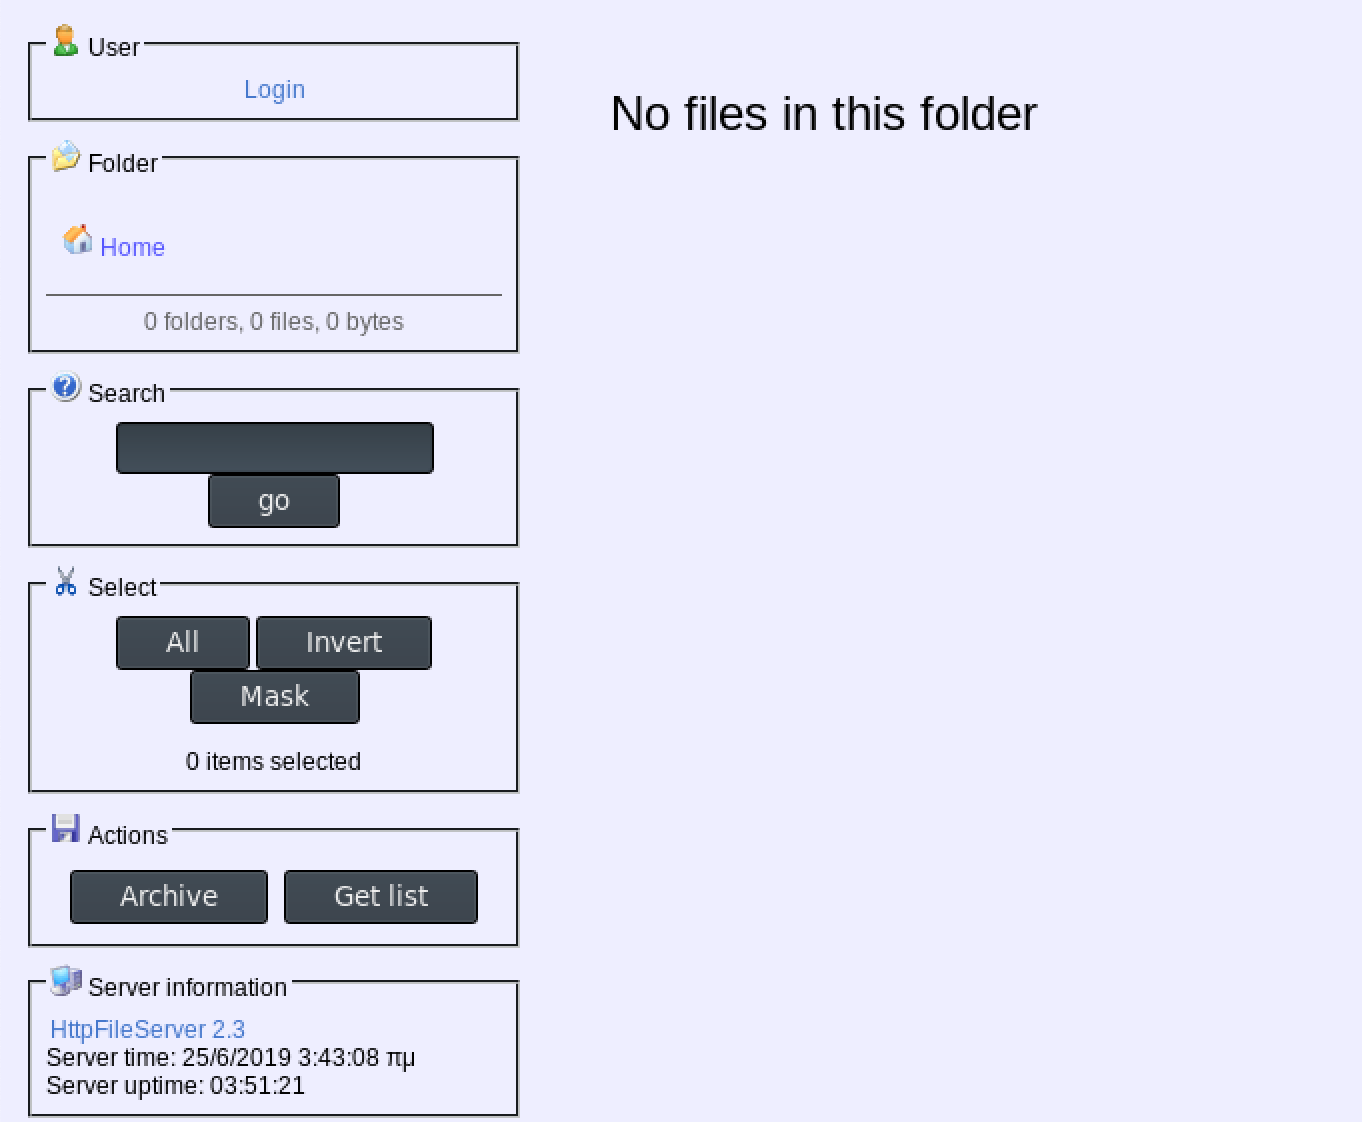 User
Login
No files in this folder
Folder
Home
0 folders, 0 files, 0 bytes
Search
go
Select
All Invert
Mask
0 items selected
Actions
Archive Get list
Server information
HttpFileServer 2.3
Server time: 25/6/2019 3:43:08 πμ
Server uptime: 03:51:21